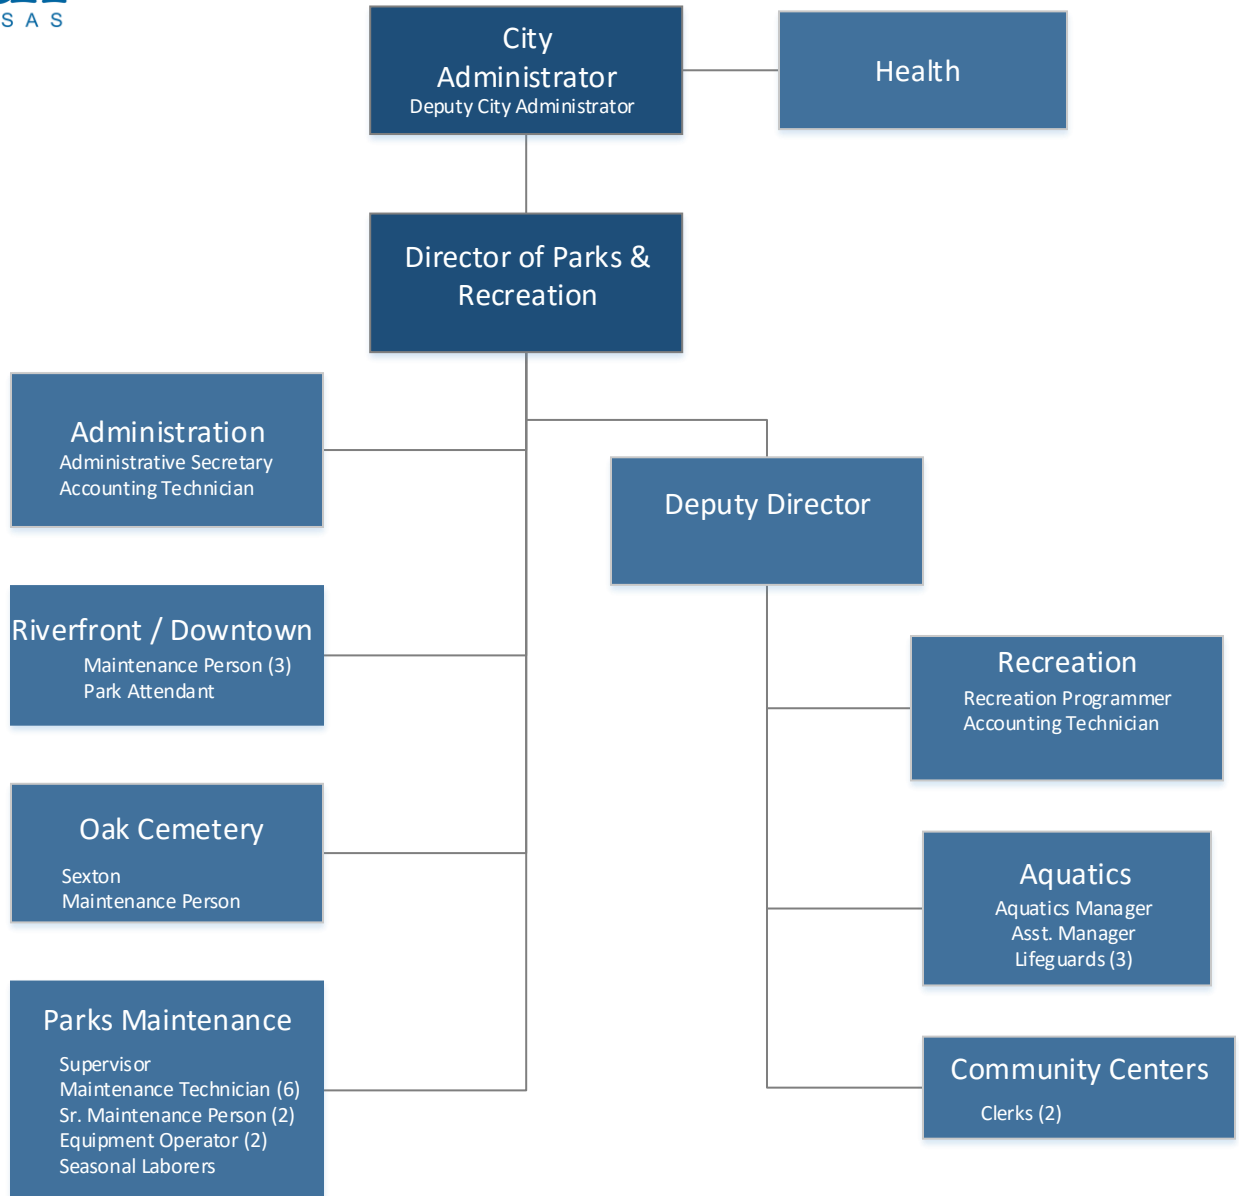 S A S
City
Administrator
Deputy City Administrator
Health
Director of Parks &
Recreation
Administration
Administrative Secretary
Accounting Technician
Deputy Director
Riverfront / Downtown
Maintenance Person (3)
Park Attendant
Recreation
Recreation Programmer
Accounting Technician
Oak Cemetery
Sexton
Maintenance Person
Aquatics
Aquatics Manager
Asst. Manager
Lifeguards (3)
Parks Maintenance
Supervisor
Maintenance Technician (6)
Sr. Maintenance Person (2)
Equipment Operator (2)
Seasonal Laborers
Community Centers
Clerks (2)